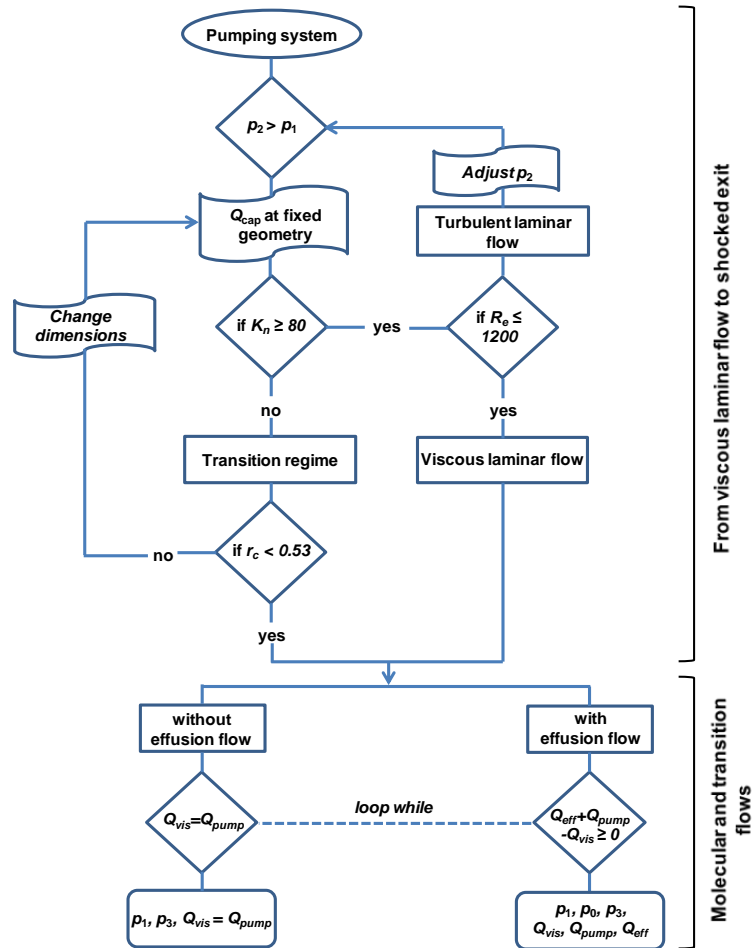 Pumping system
p2 > p1
Adjust p2
Qcap at fixed
geometry
Turbulent laminar
flow
Change
dimensions
if Kn ≥ 80
yes
if Re ≤
1200
no
yes
Transition regime
Viscous laminar flow
no
if rc < 0.53
yes
From viscous laminar flow to shocked exit
without
effusion flow
with
effusion flow
Qvis=Qpump
loop while
Qeff+Qpump
-Qvis ≥ 0
p1, p3, Qvis = Qpump
p1, p0, p3,
Qvis, Qpump, Qeff
Molecular and transition
flows